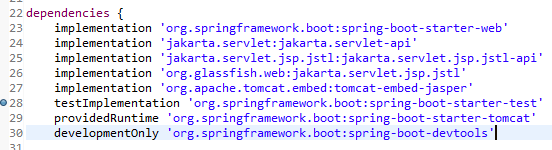 22 dependencies {
23 implementation 'org.springframework.boot:spring-boot-starter-web'
24 implementation 'jakarta.servlet:jakarta.servlet-api'
25 implementation 'jakarta.servlet.jsp.jstl:jakarta.servlet.jsp.jstl-api'
26 implementation 'org.glassfish.web:jakarta.servlet.jsp.jstl'
27 implementation 'org.apache.tomcat.embed:tomcat-embed-jasper'
28 testImplementation 'org.springframework.boot:spring-boot-starter-test'
29 providedRuntime 'org.springframework.boot:spring-boot-starter-tomcat'
30 developmentOnly 'org.springframework.boot:spring-boot-devtools'
31